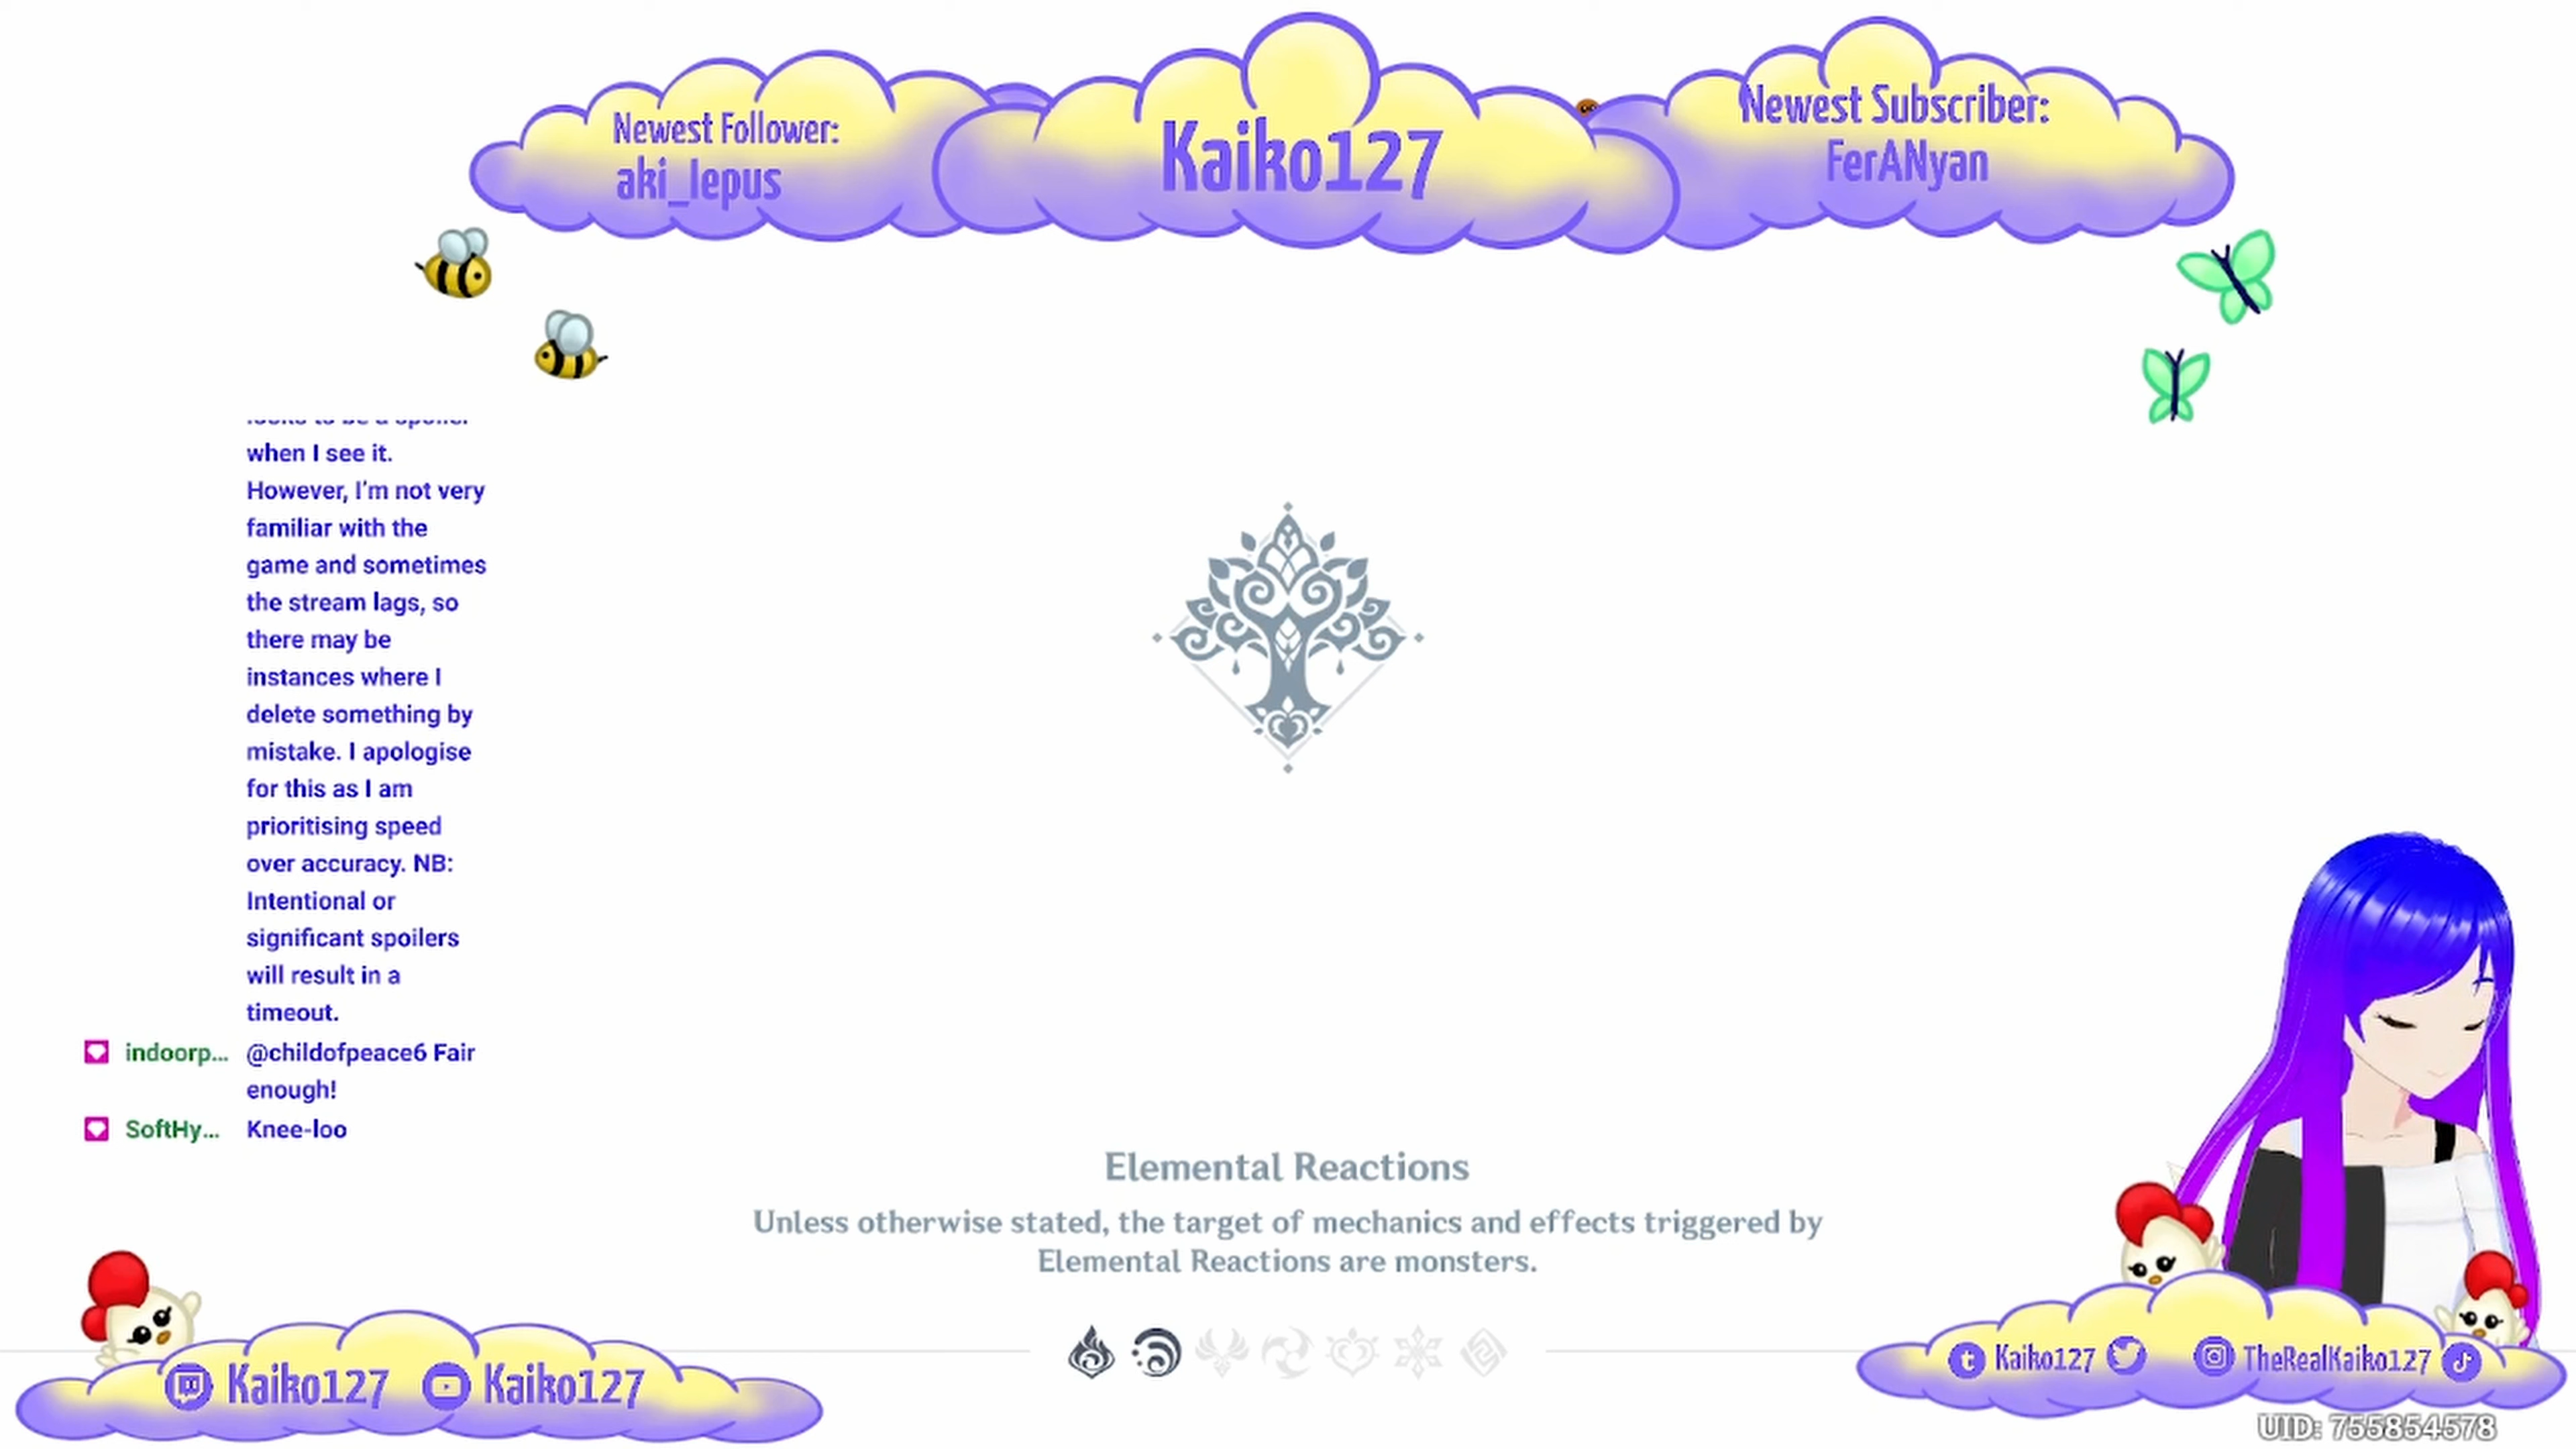 Newest Follower:
aki_lepus
Kaiko127
Newest Subscriber:
FerANyan
looks to be a spoiler
when I see it.
However, I'm not very
familiar with the
game and sometimes
the stream lags, so
there may be
instances where I
delete something by
mistake. I apologise
for this as I am
prioritising speed
over accuracy. NB:
Intentional or
significant spoilers
will result in a
timeout.
indoorp... @childofpeace6 Fair
enough!
SoftHy... Knee-loo
Elemental Reactions
Unless otherwise stated, the target of mechanics and effects triggered by
Elemental Reactions are monsters.
Kaiko127 Kaiko127
Kaiko127 TheRealKaiko127
UID: 755854578